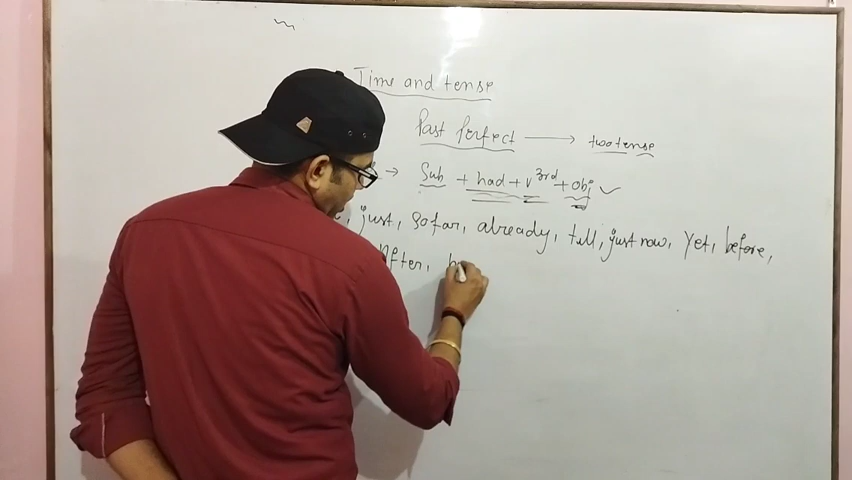 Time and tense
Past Perfect → two tense
→ Sub + had + v 3rd + obj ✓
, just, so far, already, till, just now, yet, before,
After, h